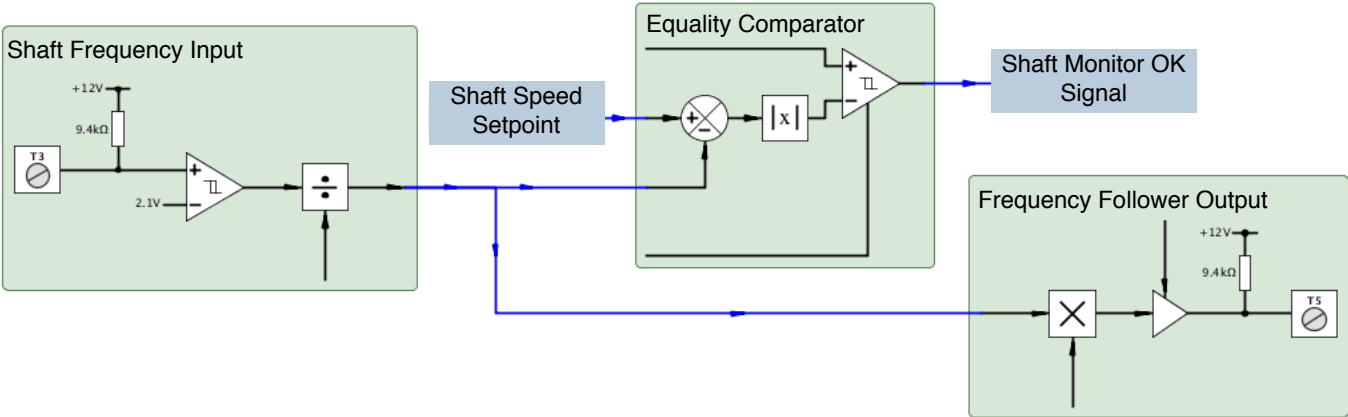 Shaft Frequency Input
+12V
9.4kΩ
T3
+
2.1V
−
÷
Shaft Speed
Setpoint
Equality Comparator
+
−
|x|
+
−
Shaft Monitor OK
Signal
Frequency Follower Output
+12V
9.4kΩ
×
T5